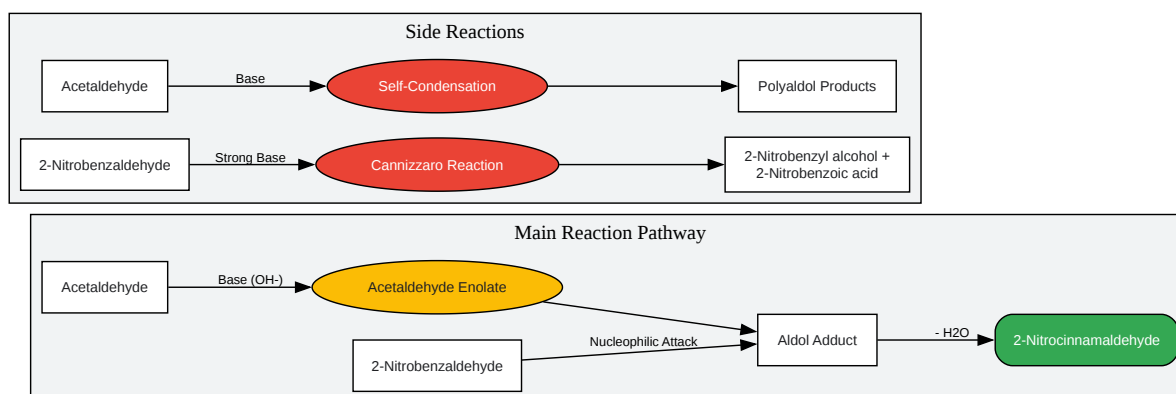 Side Reactions
Acetaldehyde
Base
Self-Condensation
Polyaldol Products
2-Nitrobenzaldehyde
Strong Base
Cannizzaro Reaction
2-Nitrobenzyl alcohol +
2-Nitrobenzoic acid
Main Reaction Pathway
Acetaldehyde
Base (OH-)
Acetaldehyde Enolate
2-Nitrobenzaldehyde
Nucleophilic Attack
Aldol Adduct
- H2O
2-Nitrocinnamaldehyde